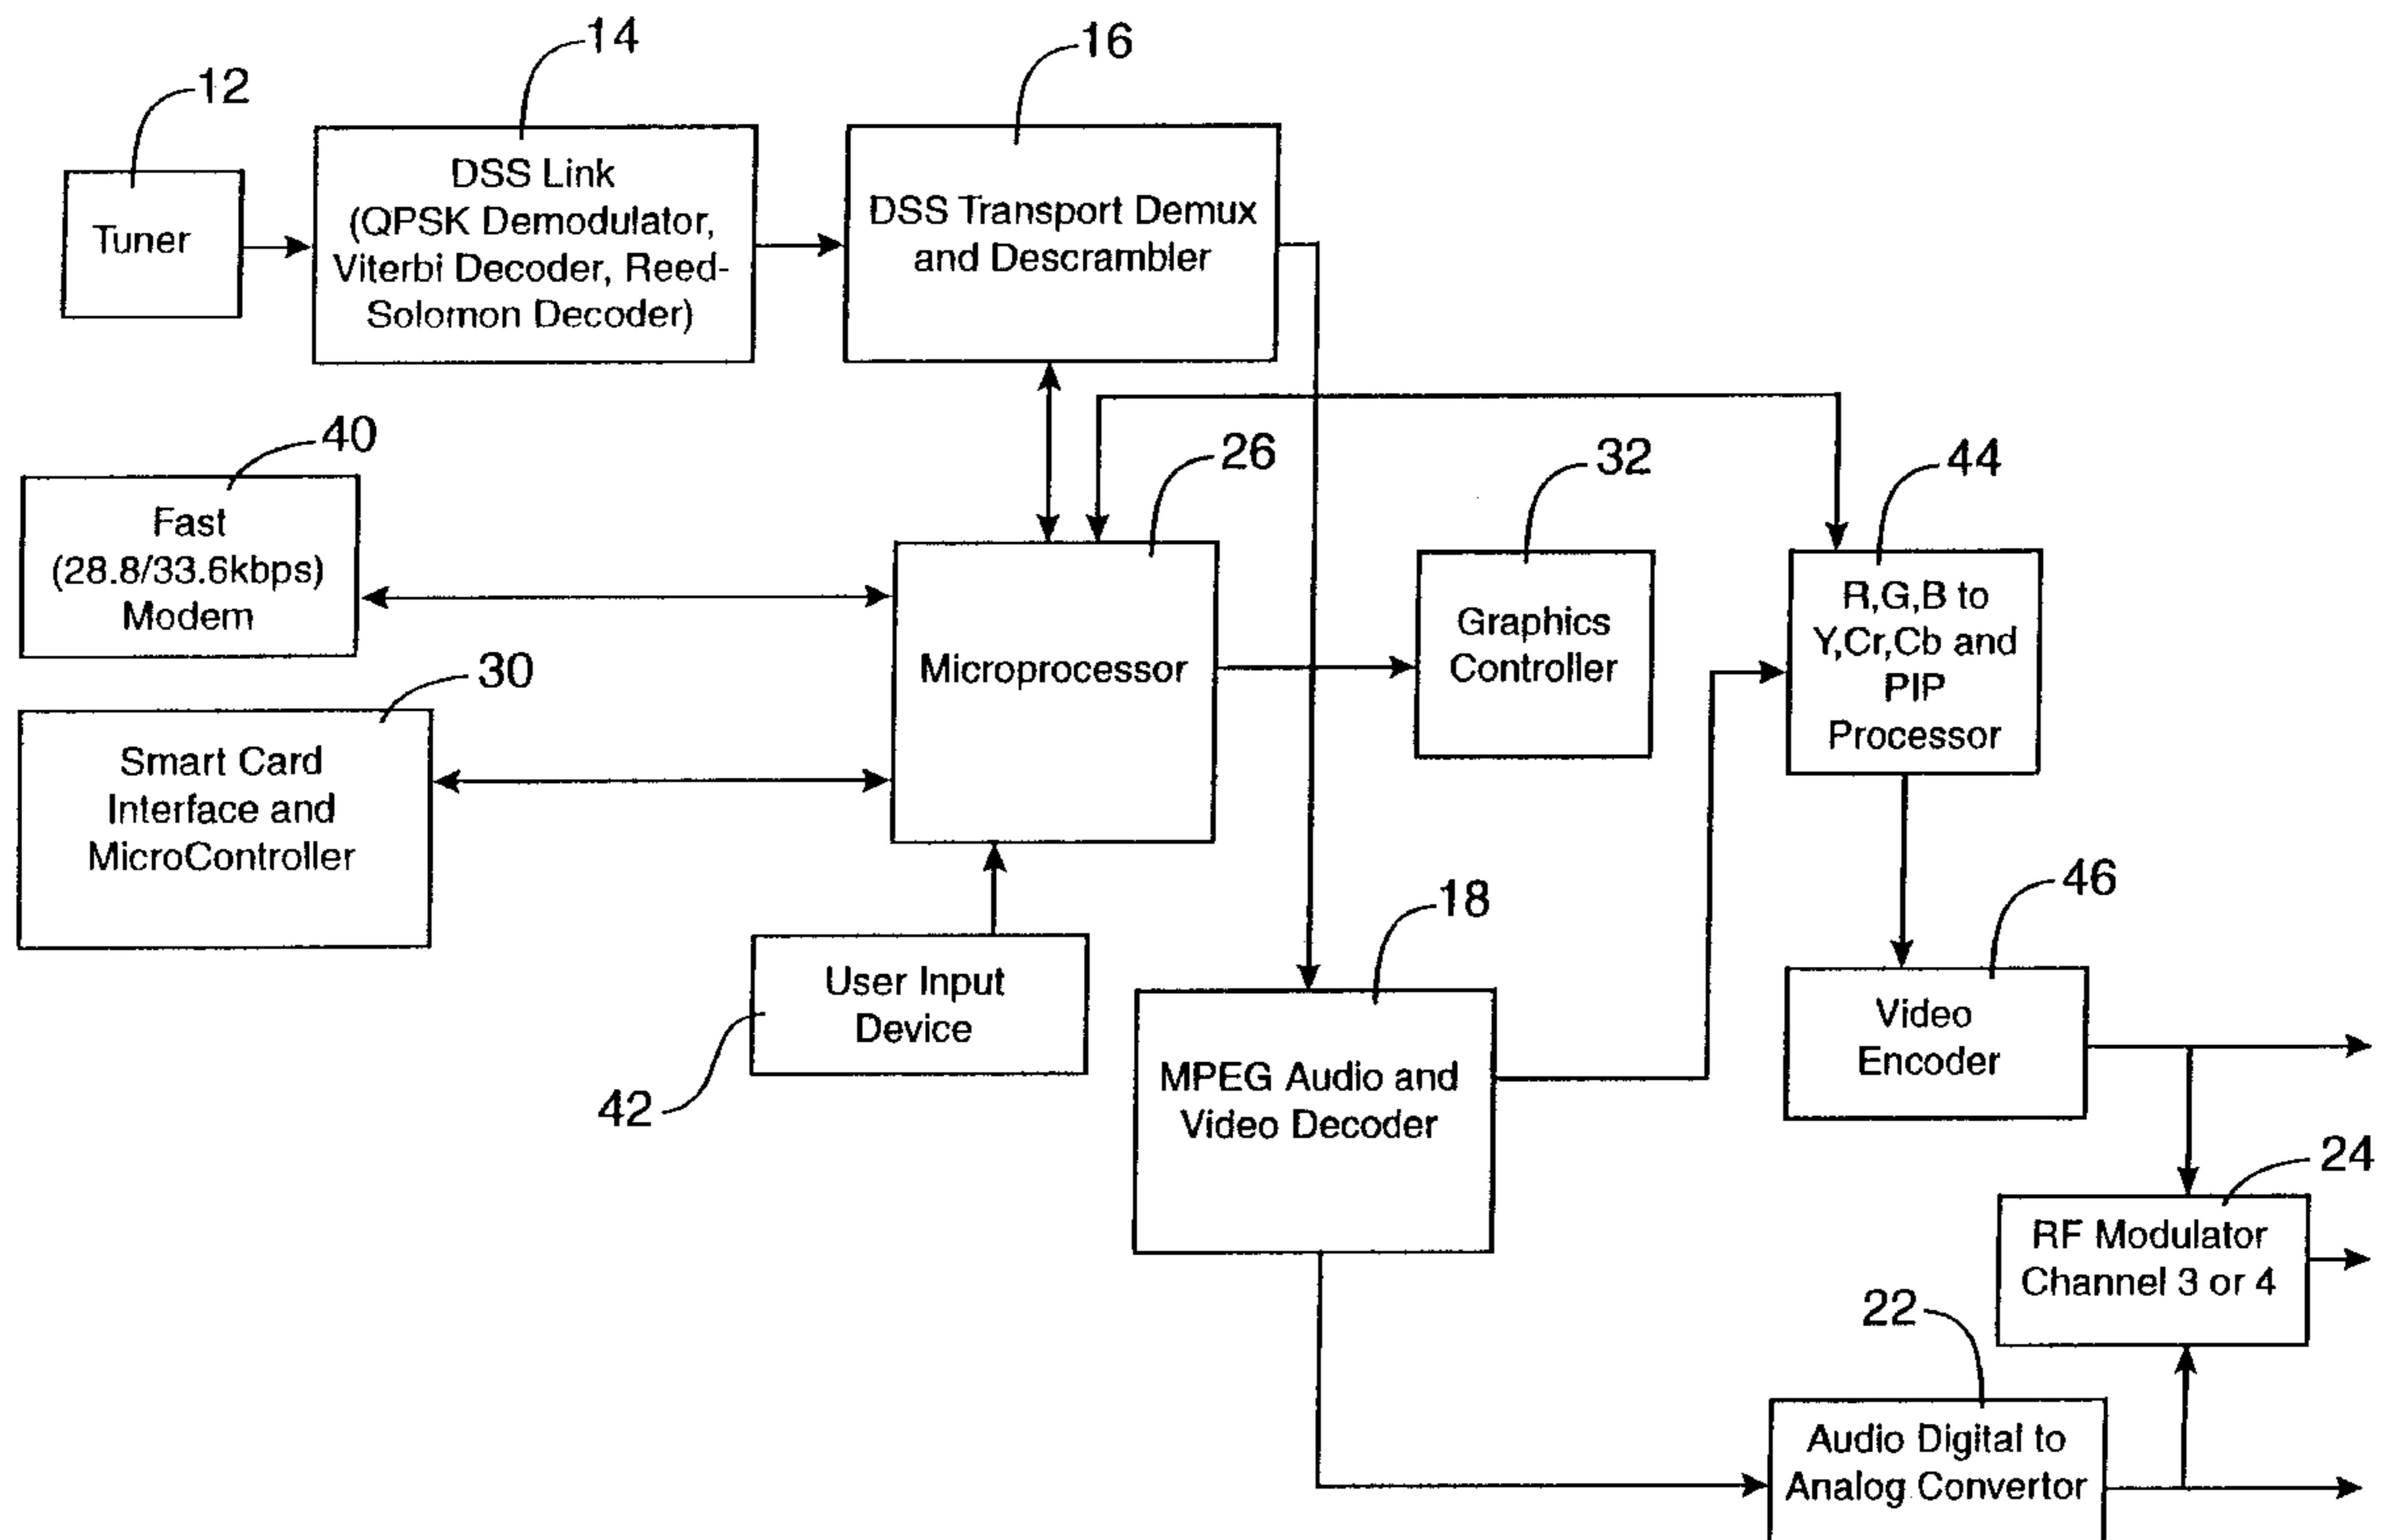 14
16
12
DSS Link
(QPSK Demodulator,
Viterbi Decoder, Reed-
Solomon Decoder)
DSS Transport Demux
and Descrambler
Tuner
40
26
32
44
Fast
(28.8/33.6kbps)
Modem
Microprocessor
Graphics
Controller
R,G,B to
Y,Cr,Cb and
PIP
Processor
30
Smart Card
Interface and
MicroController
18
46
User Input
Device
42
MPEG Audio and
Video Decoder
Video
Encoder
24
RF Modulator
Channel 3 or 4
22
Audio Digital to
Analog Convertor